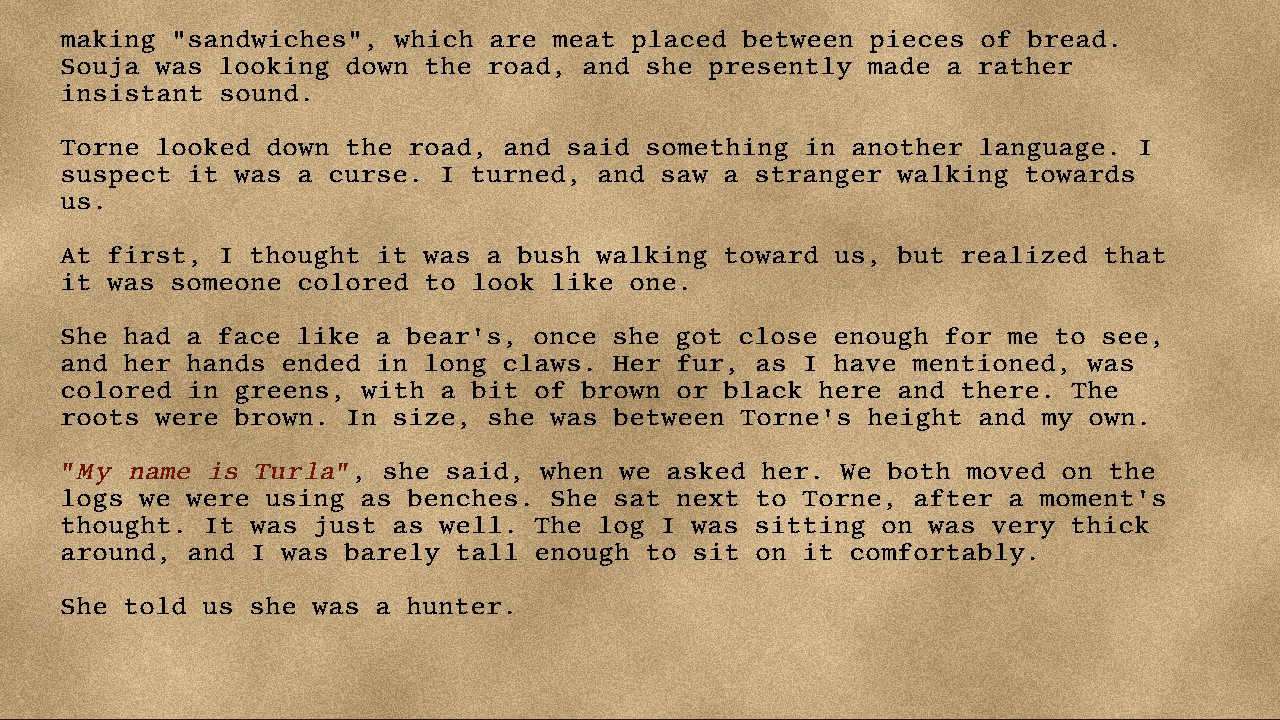 making "sandwiches", which are meat placed between pieces of bread.
Souja was looking down the road, and she presently made a rather
insistant sound.
Torne looked down the road, and said something in another language. I
suspect it was a curse. I turned, and saw a stranger walking towards
us.
At first, I thought it was a bush walking toward us, but realized that
it was someone colored to look like one.
She had a face like a bear's, once she got close enough for me to see,
and her hands ended in long claws. Her fur, as I have mentioned, was
colored in greens, with a bit of brown or black here and there. The
roots were brown. In size, she was between Torne's height and my own.
"My name is Turla", she said, when we asked her. We both moved on the
logs we were using as benches. She sat next to Torne, after a moment's
thought. It was just as well. The log I was sitting on was very thick
around, and I was barely tall enough to sit on it comfortably.
She told us she was a hunter.